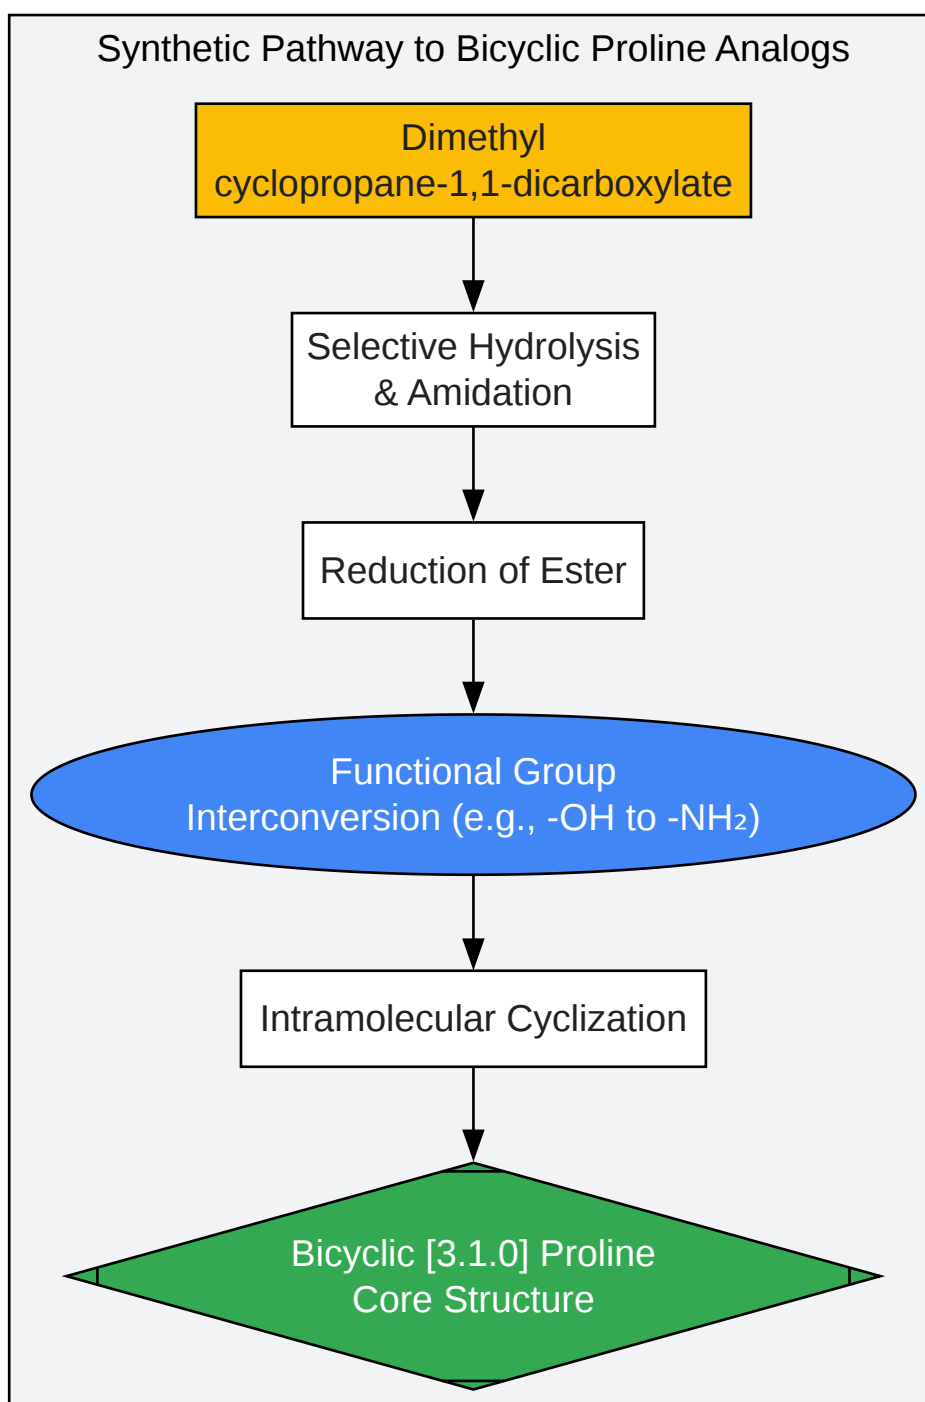 Synthetic Pathway to Bicyclic Proline Analogs
Dimethyl
cyclopropane-1,1-dicarboxylate
Selective Hydrolysis
& Amidation
Reduction of Ester
Functional Group
Interconversion (e.g., -OH to -NH₂)
Intramolecular Cyclization
Bicyclic [3.1.0] Proline
Core Structure